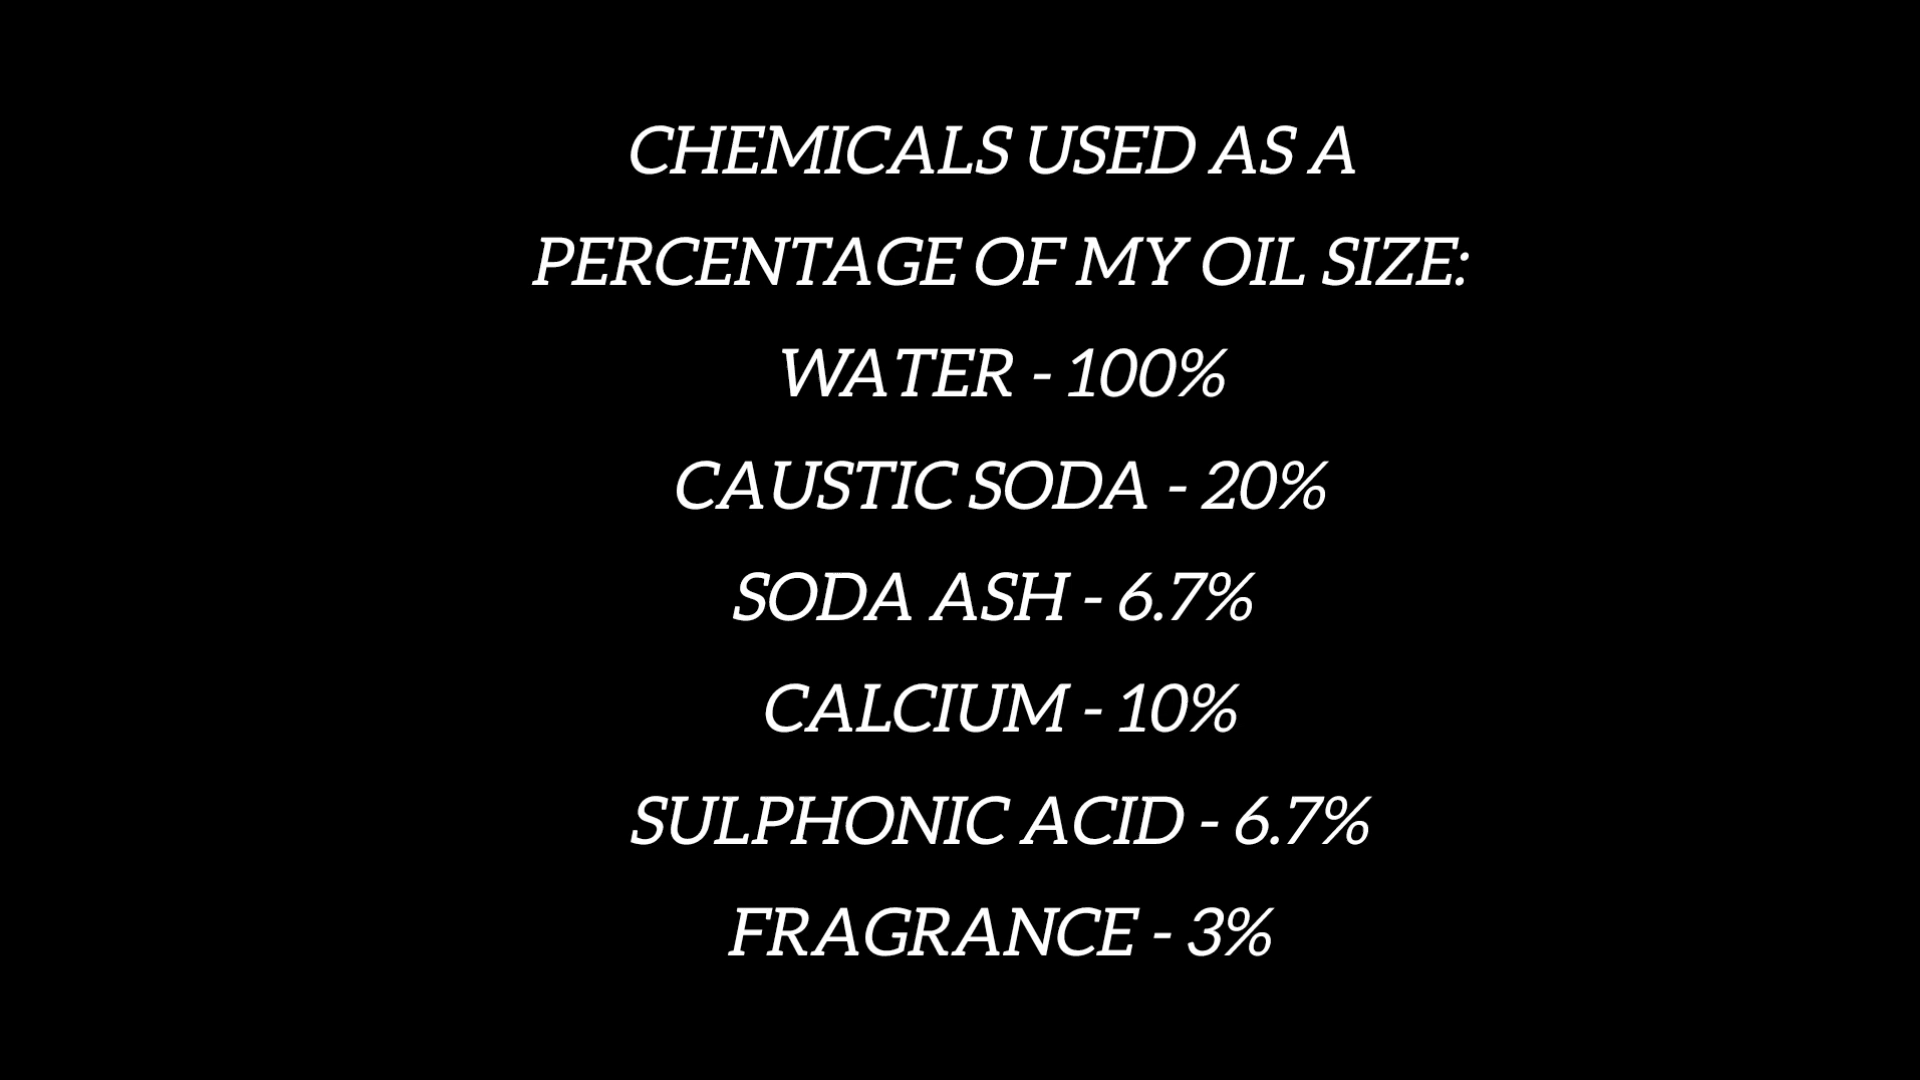 CHEMICALS USED AS A
PERCENTAGE OF MY OIL SIZE:
WATER - 100%
CAUSTIC SODA - 20%
SODA ASH - 6.7%
CALCIUM - 10%
SULPHONIC ACID - 6.7%
FRAGRANCE - 3%